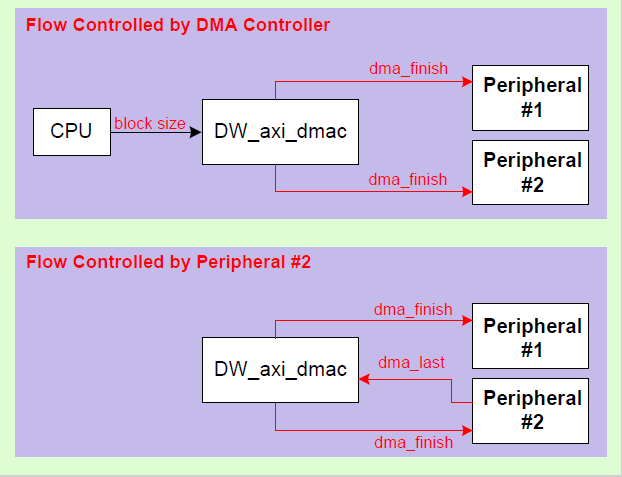 Flow Controlled by DMA Controller
dma_finish
Peripheral
#1
CPU
block size
DW_axi_dmac
Peripheral
#2
dma_finish
Flow Controlled by Peripheral #2
dma_finish
Peripheral
#1
DW_axi_dmac
dma_last
Peripheral
#2
dma_finish